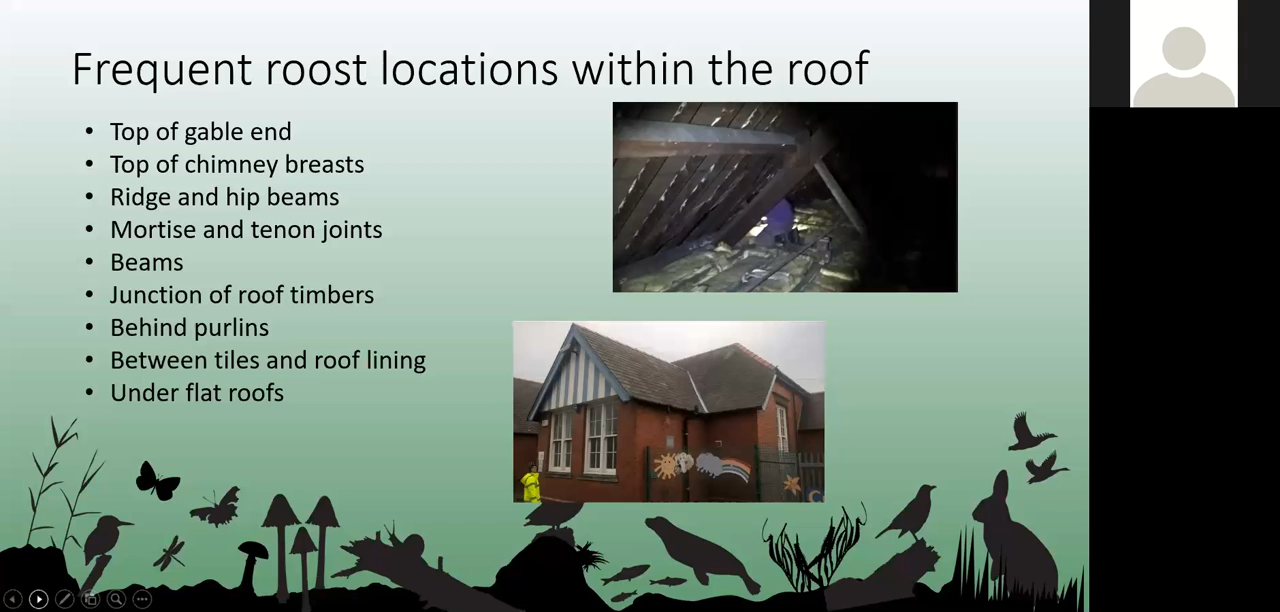 Frequent roost locations within the roof
• Top of gable end
• Top of chimney breasts
• Ridge and hip beams
• Mortise and tenon joints
• Beams
• Junction of roof timbers
• Behind purlins
• Between tiles and roof lining
• Under flat roofs